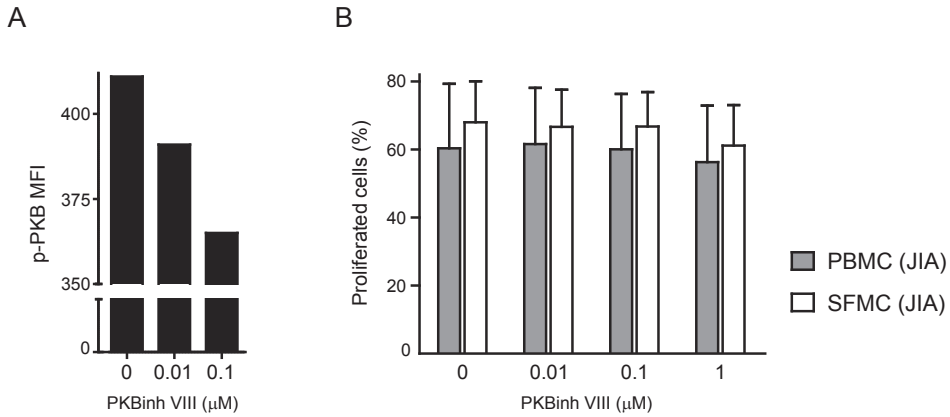 A
p-PKB MFI
400
375
350
0
0 0.01 0.1
PKBinh VIII (μM)
B
Proliferated cells (%)
80
60
40
20
0
0 0.01 0.1 1
PKBinh VIII (μM)
PBMC (JIA)
SFMC (JIA)